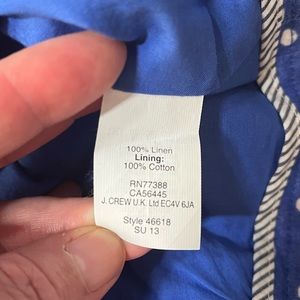 100% Linen
Lining:
100% Cotton
RN77388
CA56445
J. CREW U.K. Ltd EC4V 6JA
Style 46618
SU 13